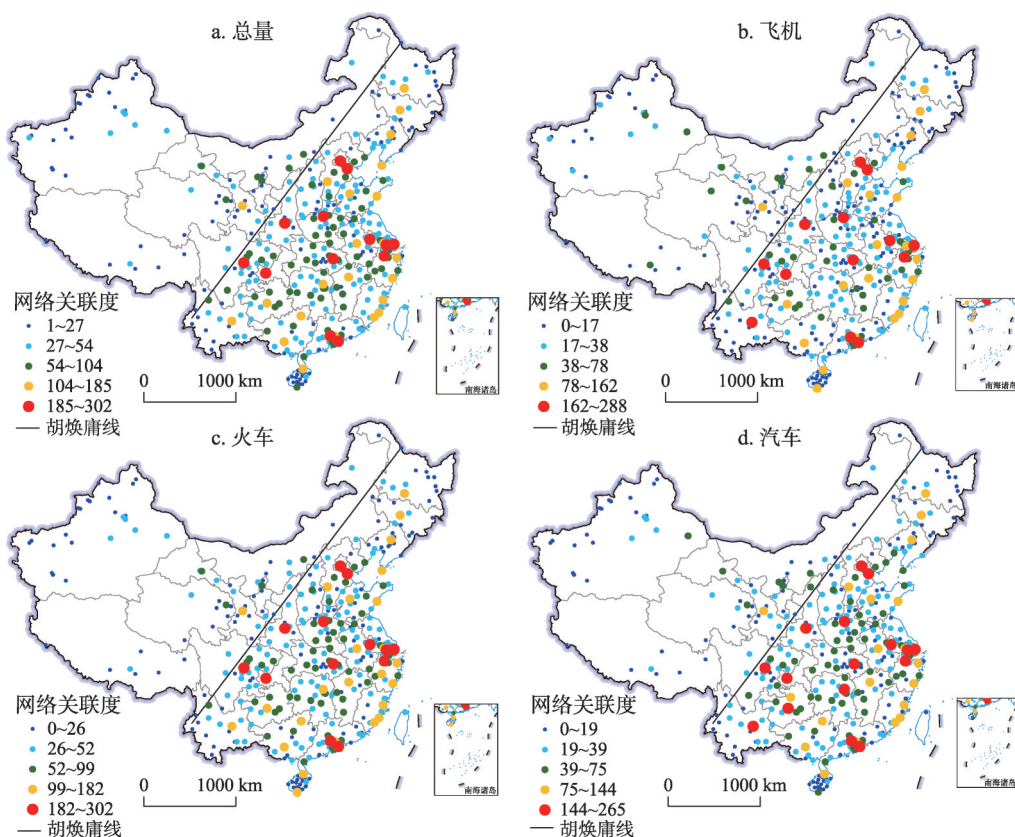 a. 总量
网络关联度
1~27
27~54
54~104
104~185
185~302
胡焕庸线
0 1000 km
南海诸岛
b. 飞机
网络关联度
0~17
17~38
38~78
78~162
162~288
胡焕庸线
0 1000 km
南海诸岛
c. 火车
网络关联度
0~26
26~52
52~99
99~182
182~302
胡焕庸线
0 1000 km
南海诸岛
d. 汽车
网络关联度
0~19
19~39
39~75
75~144
144~265
胡焕庸线
0 1000 km
南海诸岛